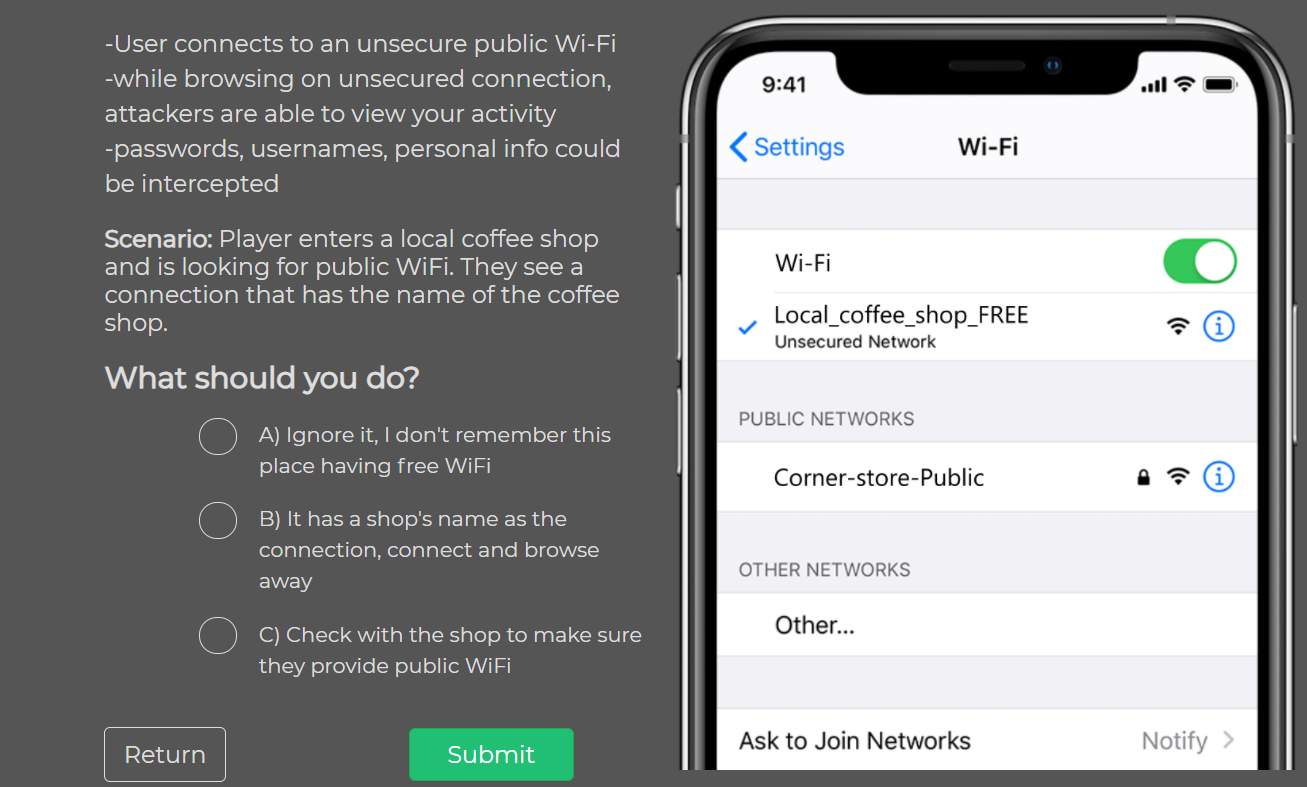 -User connects to an unsecure public Wi-Fi
-while browsing on unsecured connection,
attackers are able to view your activity
-passwords, usernames, personal info could
be intercepted
Scenario: Player enters a local coffee shop
and is looking for public WiFi. They see a
connection that has the name of the coffee
shop.
What should you do?
A) Ignore it, I don't remember this
place having free WiFi
B) It has a shop's name as the
connection, connect and browse
away
C) Check with the shop to make sure
they provide public WiFi
Return
Submit
9:41
Settings
Wi-Fi
Wi-Fi
Local_coffee_shop_FREE
Unsecured Network
PUBLIC NETWORKS
Corner-store-Public
OTHER NETWORKS
Other...
Ask to Join Networks
Notify